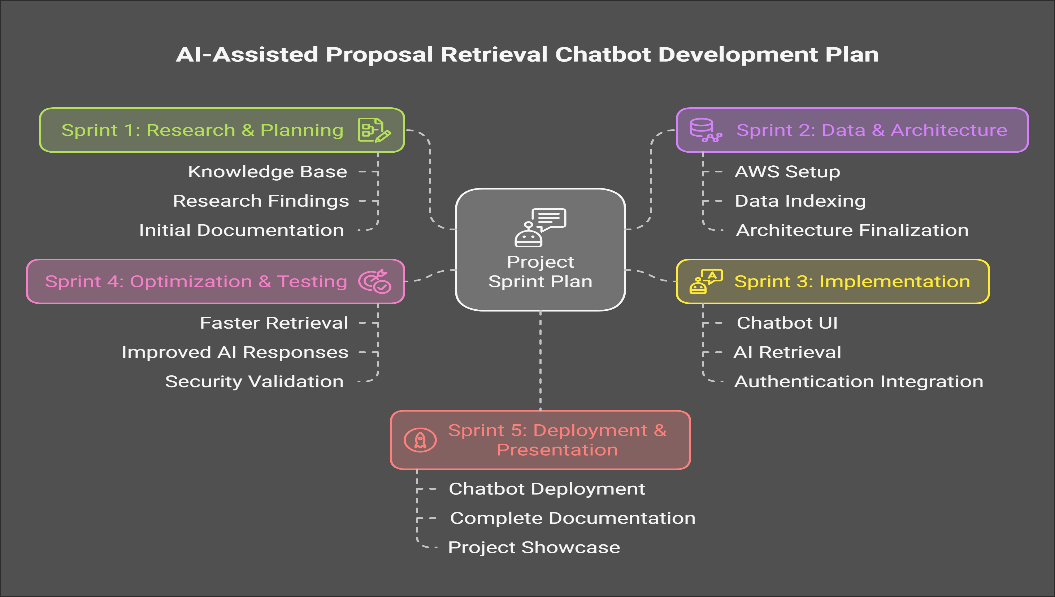 AI-Assisted Proposal Retrieval Chatbot Development Plan
Sprint 1: Research & Planning
Knowledge Base
Research Findings
Initial Documentation
Sprint 2: Data & Architecture
AWS Setup
Data Indexing
Architecture Finalization
Project
Sprint Plan
Sprint 4: Optimization & Testing
Faster Retrieval
Improved AI Responses
Security Validation
Sprint 3: Implementation
Chatbot UI
AI Retrieval
Authentication Integration
Sprint 5: Deployment &
Presentation
Chatbot Deployment
Complete Documentation
Project Showcase